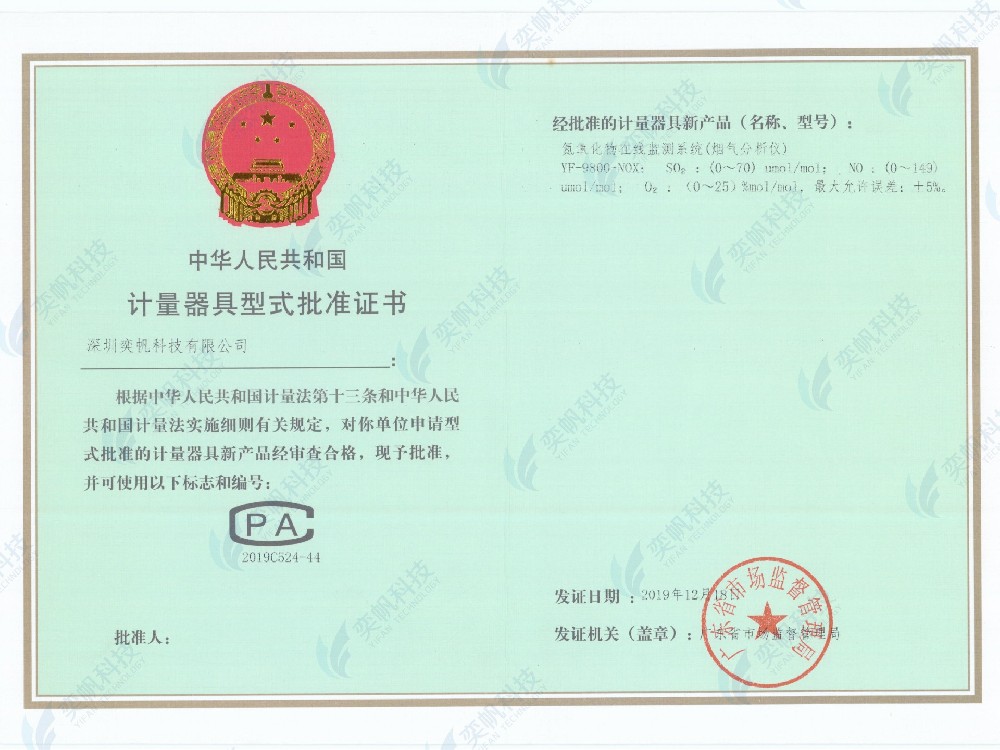 中华人民共和国
计量器具型式批准证书
深圳奕帆科技有限公司
：
根据中华人民共和国计量法第十三条和中华人民
共和国计量法实施细则有关规定，对你单位申请型
式批准的计量器具新产品经审查合格，现予批准，
并可使用以下标志和编号：
PA
2019C524-44
批准人：
经批准的计量器具新产品（名称、型号）：
氮氧化物在线监测系统(烟气分析仪)
YF-9800-NOX: SO₂ :（0～70）umol/mol; NO :（0～149）
umol/mol; O₂ :（0～25）%mol/mol, 最大允许误差：±5%。
发证日期 ：2019年12月18日
发证机关（盖章）：广东省市场监督管理局
广东省市场监督管理局
奕帆科技
YIFAN TECHNOLOGY